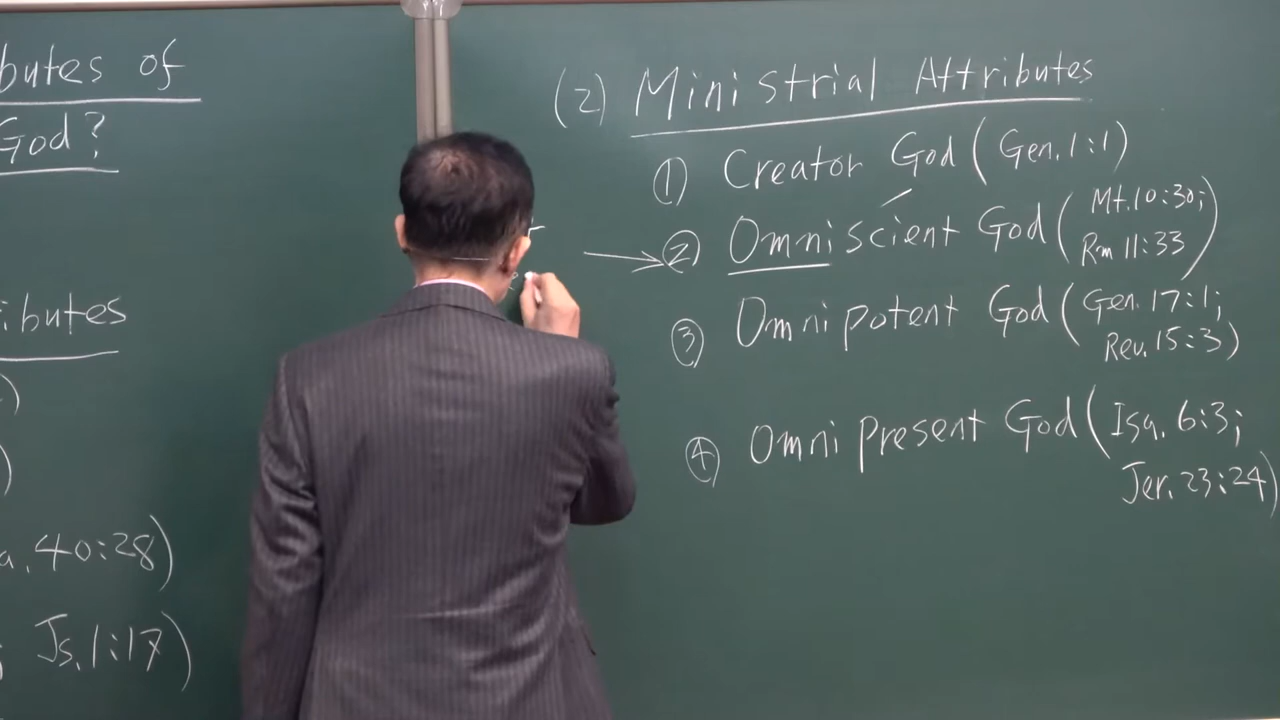 butes of
God?
ibutes
)
)
a, 40:28)
Js. 1:17)
(2) Ministrial Attributes
① Creator God (Gen. 1:1)
② Omniscient God (Mt. 10:30;
Rm 11:33)
③ Omnipotent God (Gen. 17:1;
Rev. 15:3)
④ Omni present God (Isa. 6:3;
Jer. 23:24)